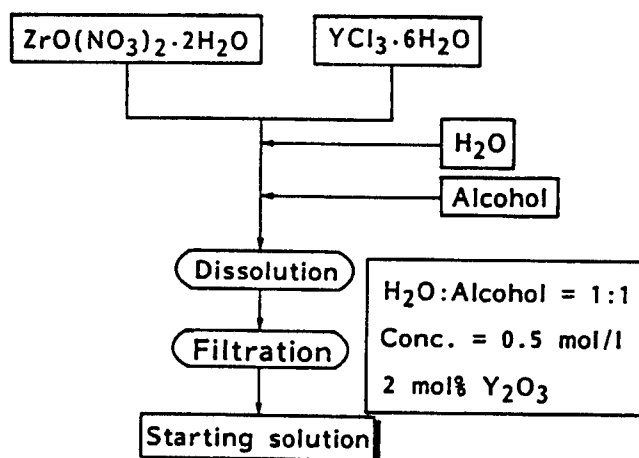 ZrO(NO₃)₂·2H₂O
YCl₃·6H₂O
H₂O
Alcohol
Dissolution
H₂O:Alcohol = 1:1
Conc. = 0.5 mol/l
Filtration
2 mol% Y₂O₃
Starting solution